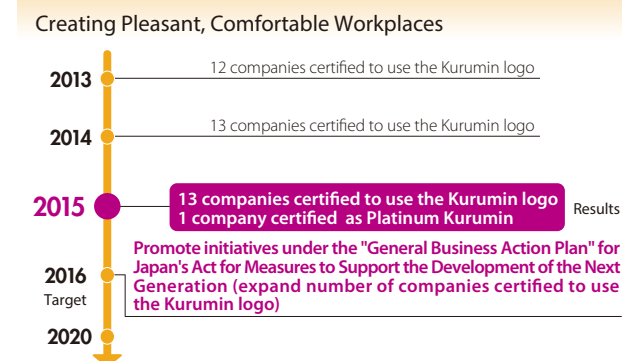 Creating Pleasant, Comfortable Workplaces
2013
12 companies certified to use the Kurumin logo
2014
13 companies certified to use the Kurumin logo
2015
13 companies certified to use the Kurumin logo
1 company certified as Platinum Kurumin
Results
Promote initiatives under the "General Business Action Plan" for
Japan's Act for Measures to Support the Development of the Next
Generation (expand number of companies certified to use
the Kurumin logo)
2016
Target
2020